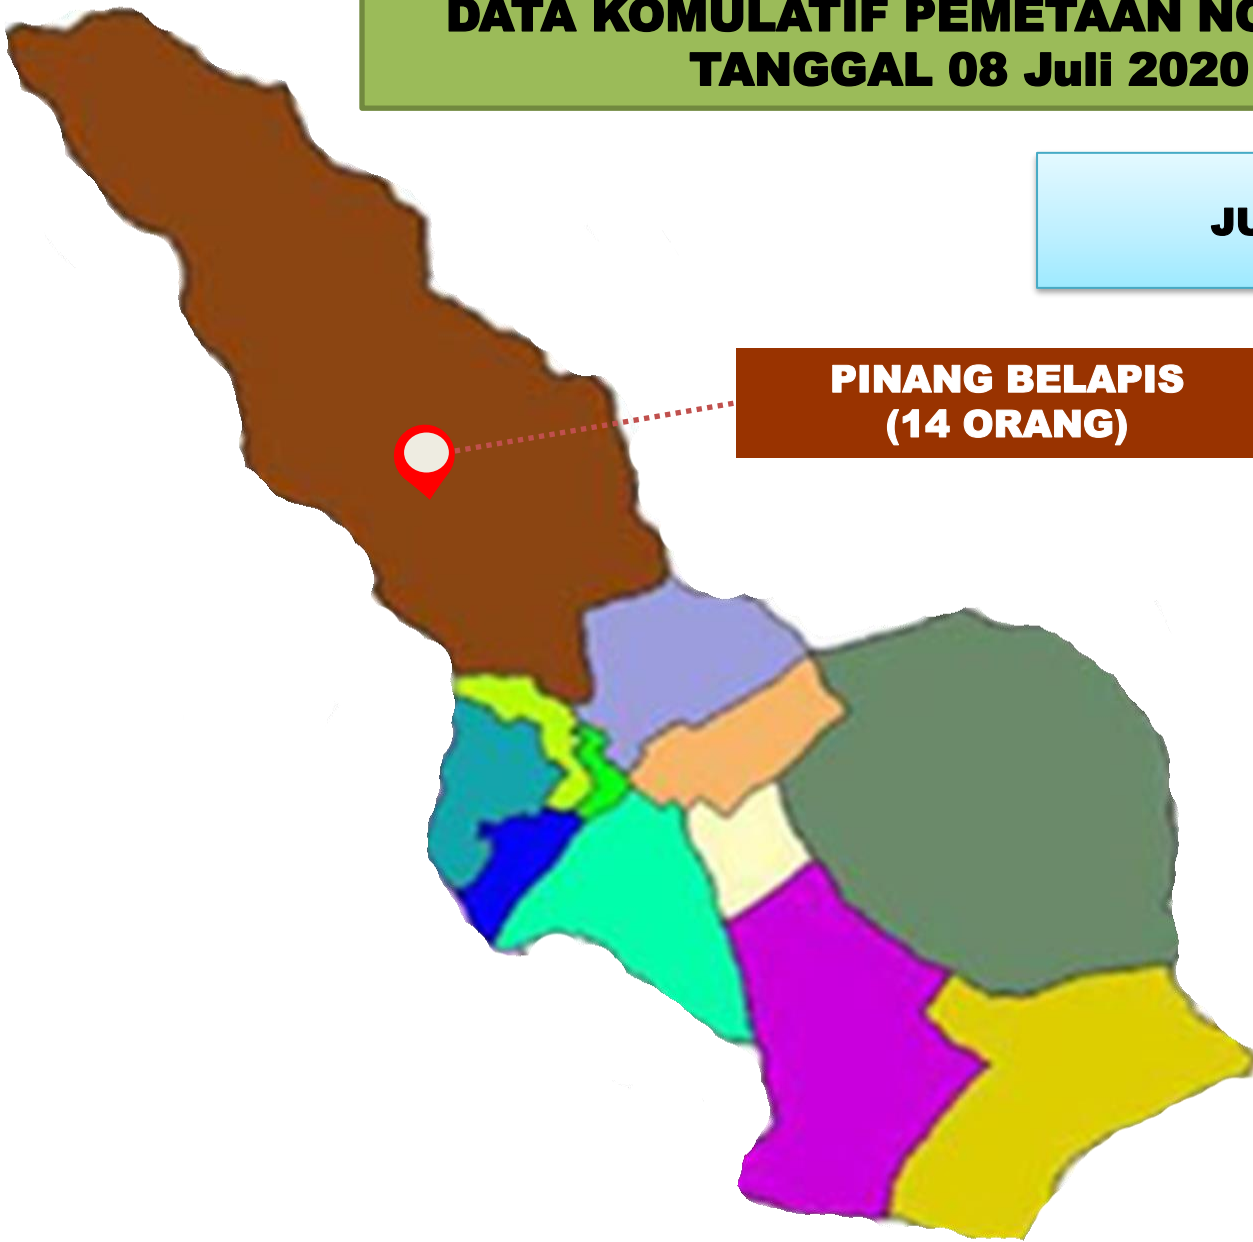 DATA KOMULATIF PEMETAAN
TANGGAL 08 Juli 2020
PINANG BELAPIS
(14 ORANG)